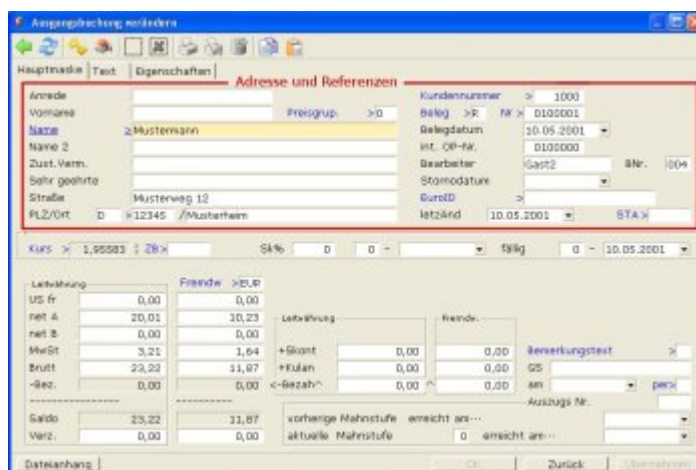 Ausgangsbuchung verändern
Hauptmaske Text Eigenschaften
Adresse und Referenzen
Anrede Kundennummer > 1000
Vorname Preisgrup. >0 Beleg >R Nr > 0100001
Name >Mustermann Belegdatum 10.05.2001
Name 2 int. OP-Nr. 0100000
Zust.Verm. Bearbeiter Gast2 BNr. 004
Sehr geehrte Stornodatum
Straße Musterweg 12 EuroID >
PLZ/Ort D >12345 /Musterheim letzÄnd 10.05.2001 STA>
Kurs > 1,95583 : ZB> Sk% 0 0 - fällig 0 - 10.05.2001
Leitwährung Fremdw >EUR
US fr 0,00 0,00
net A 20,01 10,23 Leitwährung Fremdw.
net B 0,00 0,00
MwSt 3,21 1,64 +Skont 0,00 0,00 Bemerkungstext >
Brutt 23,22 11,87 +Kulan 0,00 0,00 GS
-Bez. 0,00 0,00 <-Bezah^ 0,00 ^ 0,00 am per>
---------------- ---------- Auszugs Nr.
Saldo 23,22 11,87 vorherige Mahnstufe erreicht am···
Verz. 0,00 0,00 aktuelle Mahnstufe 0 erreicht am···
Dateianhang OK Zurück Übernehmen